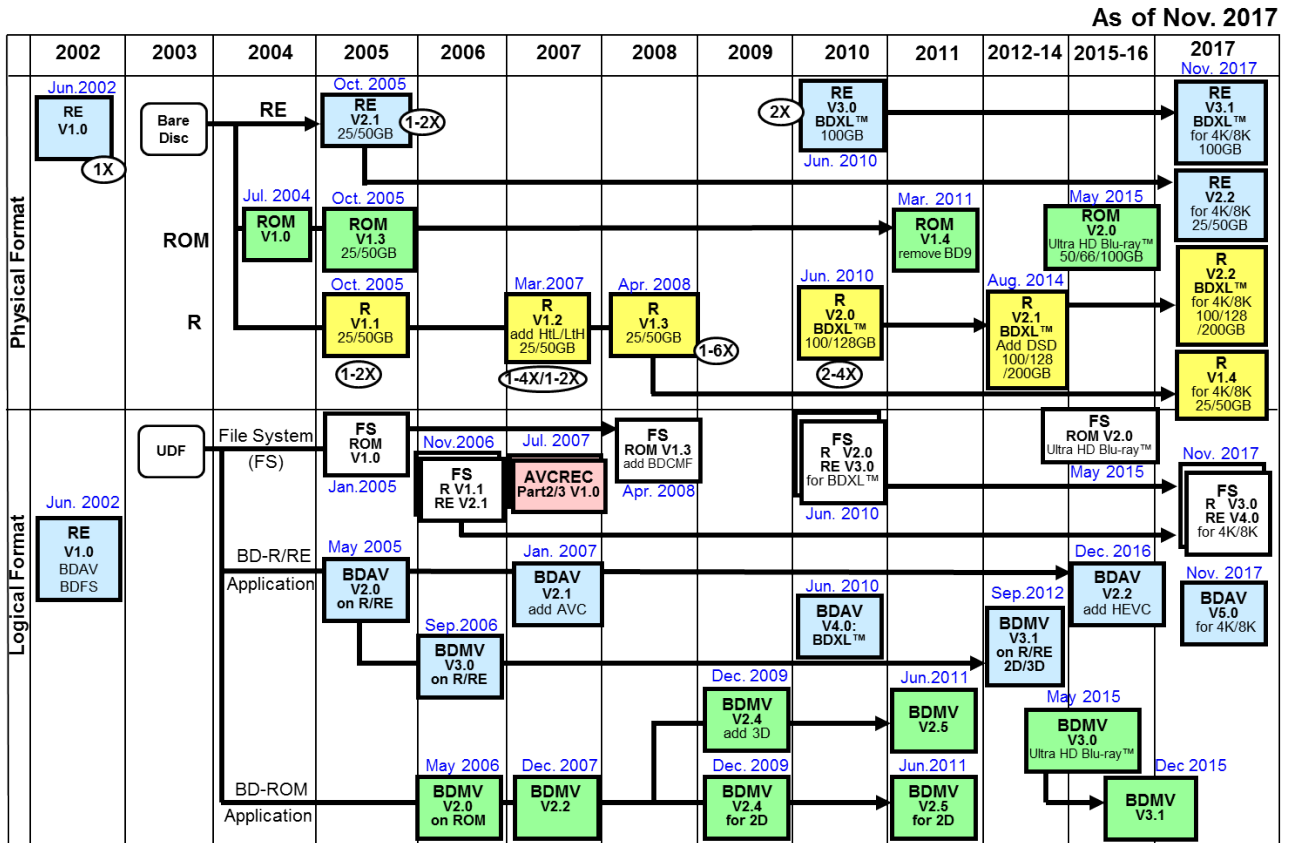 As of Nov. 2017
2002 2003 2004 2005 2006 2007 2008 2009 2010 2011 2012-14 2015-16 2017
Physical Format
Jun.2002
RE
V1.0
1X
Bare
Disc
RE
Oct. 2005
RE
V2.1
25/50GB
1-2X
2X
RE
V3.0
BDXL™
100GB
Jun. 2010
Nov. 2017
RE
V3.1
BDXL™
for 4K/8K
100GB
RE
V2.2
for 4K/8K
25/50GB
ROM
Jul. 2004
ROM
V1.0
Oct. 2005
ROM
V1.3
25/50GB
Mar. 2011
ROM
V1.4
remove BD9
May 2015
ROM
V2.0
Ultra HD Blu-ray™
50/66/100GB
R
Oct. 2005
R
V1.1
25/50GB
1-2X
Mar.2007
R
V1.2
add HtL/LtH
25/50GB
1-4X/1-2X
Apr. 2008
R
V1.3
25/50GB
1-6X
Jun. 2010
R
V2.0
BDXL™
100/128GB
2-4X
Aug. 2014
R
V2.1
BDXL™
Add DSD
100/128
/200GB
R
V2.2
BDXL™
for 4K/8K
100/128
/200GB
R
V1.4
for 4K/8K
25/50GB
Logical Format
Jun. 2002
RE
V1.0
BDAV
BDFS
UDF
File System
(FS)
FS
ROM
V1.0
Jan.2005
Nov.2006
FS
R V1.1
RE V2.1
Jul. 2007
AVCREC
Part2/3 V1.0
FS
ROM V1.3
add BDCMF
Apr. 2008
FS
R V2.0
RE V3.0
for BDXL™
Jun. 2010
FS
ROM V2.0
Ultra HD Blu-ray™
May 2015
Nov. 2017
FS
R V3.0
RE V4.0
for 4K/8K
BD-R/RE
Application
May 2005
BDAV
V2.0
on R/RE
Jan. 2007
BDAV
V2.1
add AVC
Jun. 2010
BDAV
V4.0:
BDXL™
Dec. 2016
BDAV
V2.2
add HEVC
Nov. 2017
BDAV
V5.0
for 4K/8K
Sep.2006
BDMV
V3.0
on R/RE
Sep.2012
BDMV
V3.1
on R/RE
2D/3D
Dec. 2009
BDMV
V2.4
add 3D
Jun.2011
BDMV
V2.5
May 2015
BDMV
V3.0
Ultra HD Blu-ray™
BD-ROM
Application
May 2006
BDMV
V2.0
on ROM
Dec. 2007
BDMV
V2.2
Dec. 2009
BDMV
V2.4
for 2D
Jun.2011
BDMV
V2.5
for 2D
Dec 2015
BDMV
V3.1